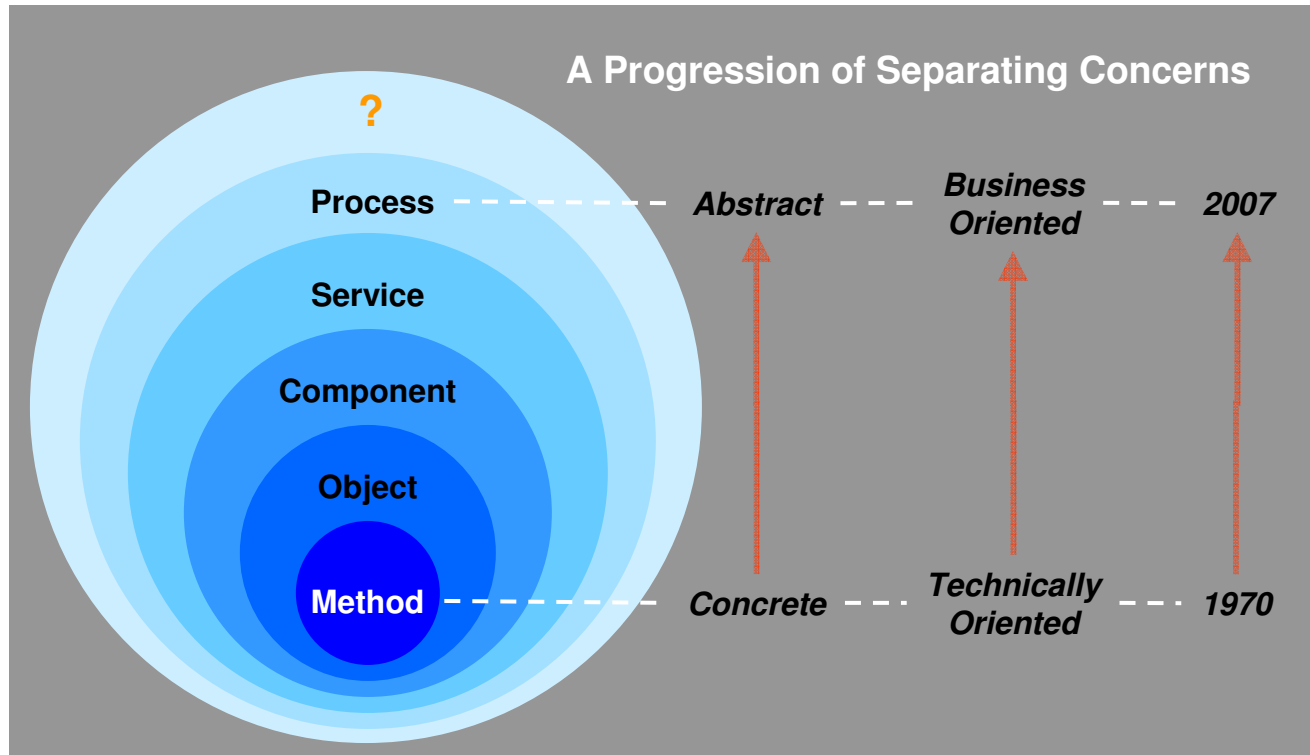 A Progression of Separating Concerns
?
Process
Abstract
Business
Oriented
2007
Service
Component
Object
Method
Concrete
Technically
Oriented
1970